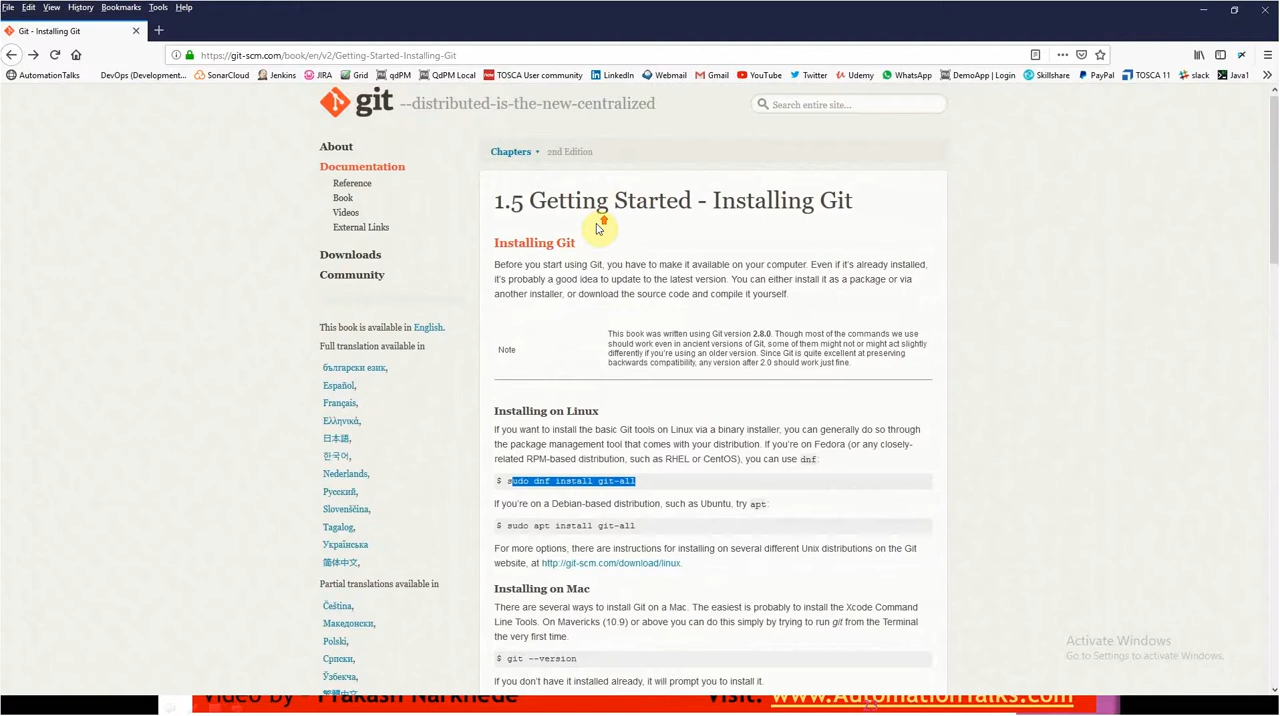 File Edit View History Bookmarks Tools Help
Git - Installing Git
https://git-scm.com/book/en/v2/Getting-Started-Installing-Git
AutomationTalks DevOps (Development... SonarCloud Jenkins JIRA Grid qdPM QdPM Local TOSCA User community LinkedIn Webmail Gmail YouTube Twitter Udemy WhatsApp DemoApp | Login Skillshare PayPal TOSCA 11 slack Java1
git --distributed-is-the-new-centralized
Search entire site...
About
Documentation
Reference
Book
Videos
External Links
Downloads
Community
This book is available in English.
Full translation available in
български език,
Español,
Français,
Ελληνικά,
日本語,
한국어,
Nederlands,
Русский,
Slovenščina,
Tagalog,
Українська
简体中文,
Partial translations available in
Čeština,
Македонски,
Polski,
Српски,
Ўзбекча,
繁體中文,
Chapters 2nd Edition
1.5 Getting Started - Installing Git
Installing Git
Before you start using Git, you have to make it available on your computer. Even if it's already installed,
it's probably a good idea to update to the latest version. You can either install it as a package or via
another installer, or download the source code and compile it yourself.
Note
This book was written using Git version 2.8.0. Though most of the commands we use
should work even in ancient versions of Git, some of them might not or might act slightly
differently if you're using an older version. Since Git is quite excellent at preserving
backwards compatibility, any version after 2.0 should work just fine.
Installing on Linux
If you want to install the basic Git tools on Linux via a binary installer, you can generally do so through
the package management tool that comes with your distribution. If you're on Fedora (or any closely-
related RPM-based distribution, such as RHEL or CentOS), you can use dnf:
$ sudo dnf install git-all
If you're on a Debian-based distribution, such as Ubuntu, try apt:
$ sudo apt install git-all
For more options, there are instructions for installing on several different Unix distributions on the Git
website, at http://git-scm.com/download/linux.
Installing on Mac
There are several ways to install Git on a Mac. The easiest is probably to install the Xcode Command
Line Tools. On Mavericks (10.9) or above you can do this simply by trying to run git from the Terminal
the very first time.
$ git --version
If you don't have it installed already, it will prompt you to install it.
Activate Windows
Go to Settings to activate Windows.
Video by - Prakash Narkhede Visit: www.AutomationTalks.com